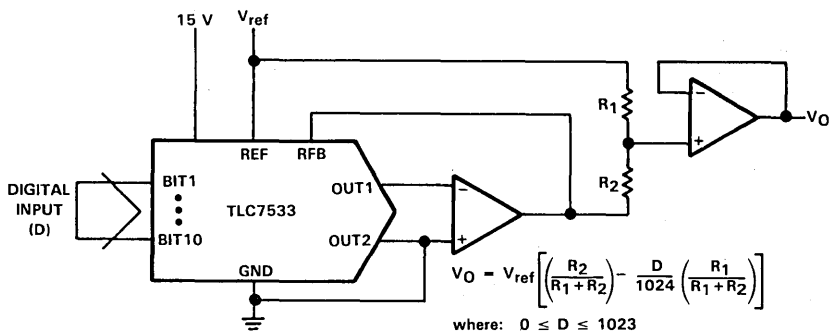 15 V
Vref
R1
−
+
VO
R2
REF
RFB
DIGITAL
INPUT
(D)
BIT1
BIT10
TLC7533
OUT1
OUT2
GND
−
+
VO = Vref[(R2/(R1+R2)) − D/1024 (R1/(R1+R2))]
where: 0 ≤ D ≤ 1023